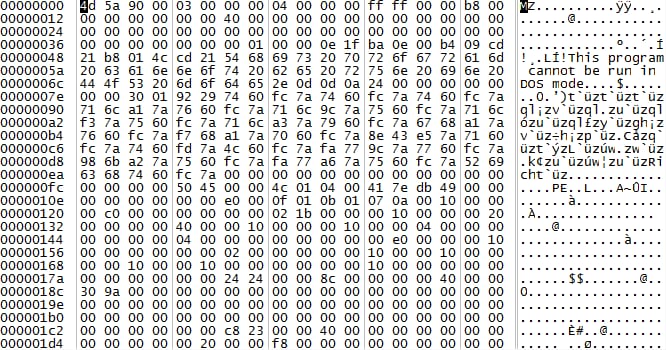 00000000 4d 5a 90 00 03 00 00 00 04 00 00 00 ff ff 00 00 b8 00 MZ..........ÿÿ..¸.
00000012 00 00 00 00 00 00 40 00 00 00 00 00 00 00 00 00 00 00 ......@...........
00000024 00 00 00 00 00 00 00 00 00 00 00 00 00 00 00 00 00 00 ..................
00000036 00 00 00 00 00 00 00 01 00 00 0e 1f ba 0e 00 b4 09 cd ............º..´.Í
00000048 21 b8 01 4c cd 21 54 68 69 73 20 70 72 6f 67 72 61 6d !¸.LÍ!This program
0000005a 20 63 61 6e 6e 6f 74 20 62 65 20 72 75 6e 20 69 6e 20  cannot be run in
0000006c 44 4f 53 20 6d 6f 64 65 2e 0d 0d 0a 24 00 00 00 00 00 DOS mode....$.....
0000007e 00 00 30 01 92 29 74 60 fc 7a 74 60 fc 7a 74 60 fc 7a ..0.')t`üzt`üzt`üz
00000090 71 6c a1 7a 76 60 fc 7a 71 6c 9c 7a 75 60 fc 7a 71 6c ql¡zv`üzql.zu`üzql
000000a2 f3 7a 75 60 fc 7a 71 6c a3 7a 79 60 fc 7a 67 68 a1 7a ózu`üzql£zy`üzgh¡z
000000b4 76 60 fc 7a f7 68 a1 7a 70 60 fc 7a 8e 43 e5 7a 71 60 v`üz÷h¡zp`üz.Cåzq`
000000c6 fc 7a 74 60 fd 7a 4c 60 fc 7a fa 77 9c 7a 77 60 fc 7a üzt`ýzL`üzúw.zw`üz
000000d8 98 6b a2 7a 75 60 fc 7a fa 77 a6 7a 75 60 fc 7a 52 69 .k¢zu`üzúw¦zu`üzRi
000000ea 63 68 74 60 fc 7a 00 00 00 00 00 00 00 00 00 00 00 00 cht`üz............
000000fc 00 00 00 00 50 45 00 00 4c 01 04 00 41 7e db 49 00 00 ....PE..L...A~ÛI..
0000010e 00 00 00 00 00 00 e0 00 0f 01 0b 01 07 0a 00 10 00 00 ......à...........
00000120 00 c0 00 00 00 00 00 00 02 1b 00 00 00 10 00 00 00 20 .À...............
00000132 00 00 00 00 40 00 00 10 00 00 00 10 00 00 04 00 00 00 ....@.............
00000144 00 00 00 00 04 00 00 00 00 00 00 00 00 e0 00 00 00 10 .............à....
00000156 00 00 00 00 00 00 02 00 00 00 00 00 10 00 00 10 00 00 ..................
00000168 00 00 10 00 00 10 00 00 00 00 00 00 10 00 00 00 00 00 ..................
0000017a 00 00 00 00 00 00 24 24 00 00 8c 00 00 00 00 40 00 00 ......$$.......@..
0000018c 30 9a 00 00 00 00 00 00 00 00 00 00 00 00 00 00 00 00 0.................
0000019e 00 00 00 00 00 00 00 00 00 00 00 00 00 00 00 00 00 00 ..................
000001b0 00 00 00 00 00 00 00 00 00 00 00 00 00 00 00 00 00 00 ..................
000001c2 00 00 00 00 00 00 c8 23 00 00 40 00 00 00 00 00 00 00 ......È#..@.......
000001d4 00 00 00 00 00 20 00 00 f8 00 00 00 00 00 00 00 00 00 ..... ..ø.........